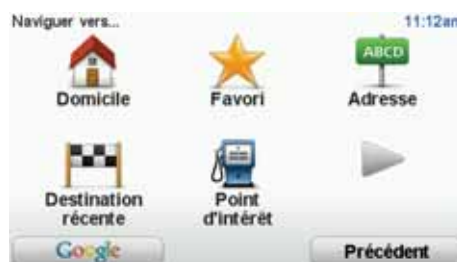 Naviguer vers...
11:12am
ABCD
Domicile
Favori
Adresse
Destination
récente
Point
d'intérêt
Google
Précédent